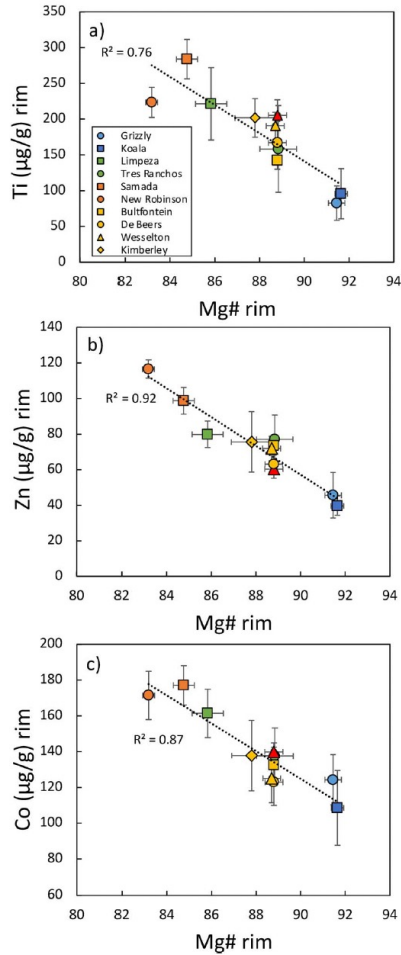 a)
R² = 0.76
Ti (µg/g) rim
350
300
250
200
150
100
50
0
Grizzly
Koala
Limpeza
Tres Ranchos
Samada
New Robinson
Bultfontein
De Beers
Wesselton
Kimberley
82 84 86 88 90 92 94
Mg# rim
b)
R² = 0.92
Zn (µg/g) rim
140
120
100
80
60
40
20
0
82 84 86 88 90 92 94
Mg# rim
c)
R² = 0.87
Co (µg/g) rim
200
180
160
140
120
100
80
60
82 84 86 88 90 92 94
Mg# rim